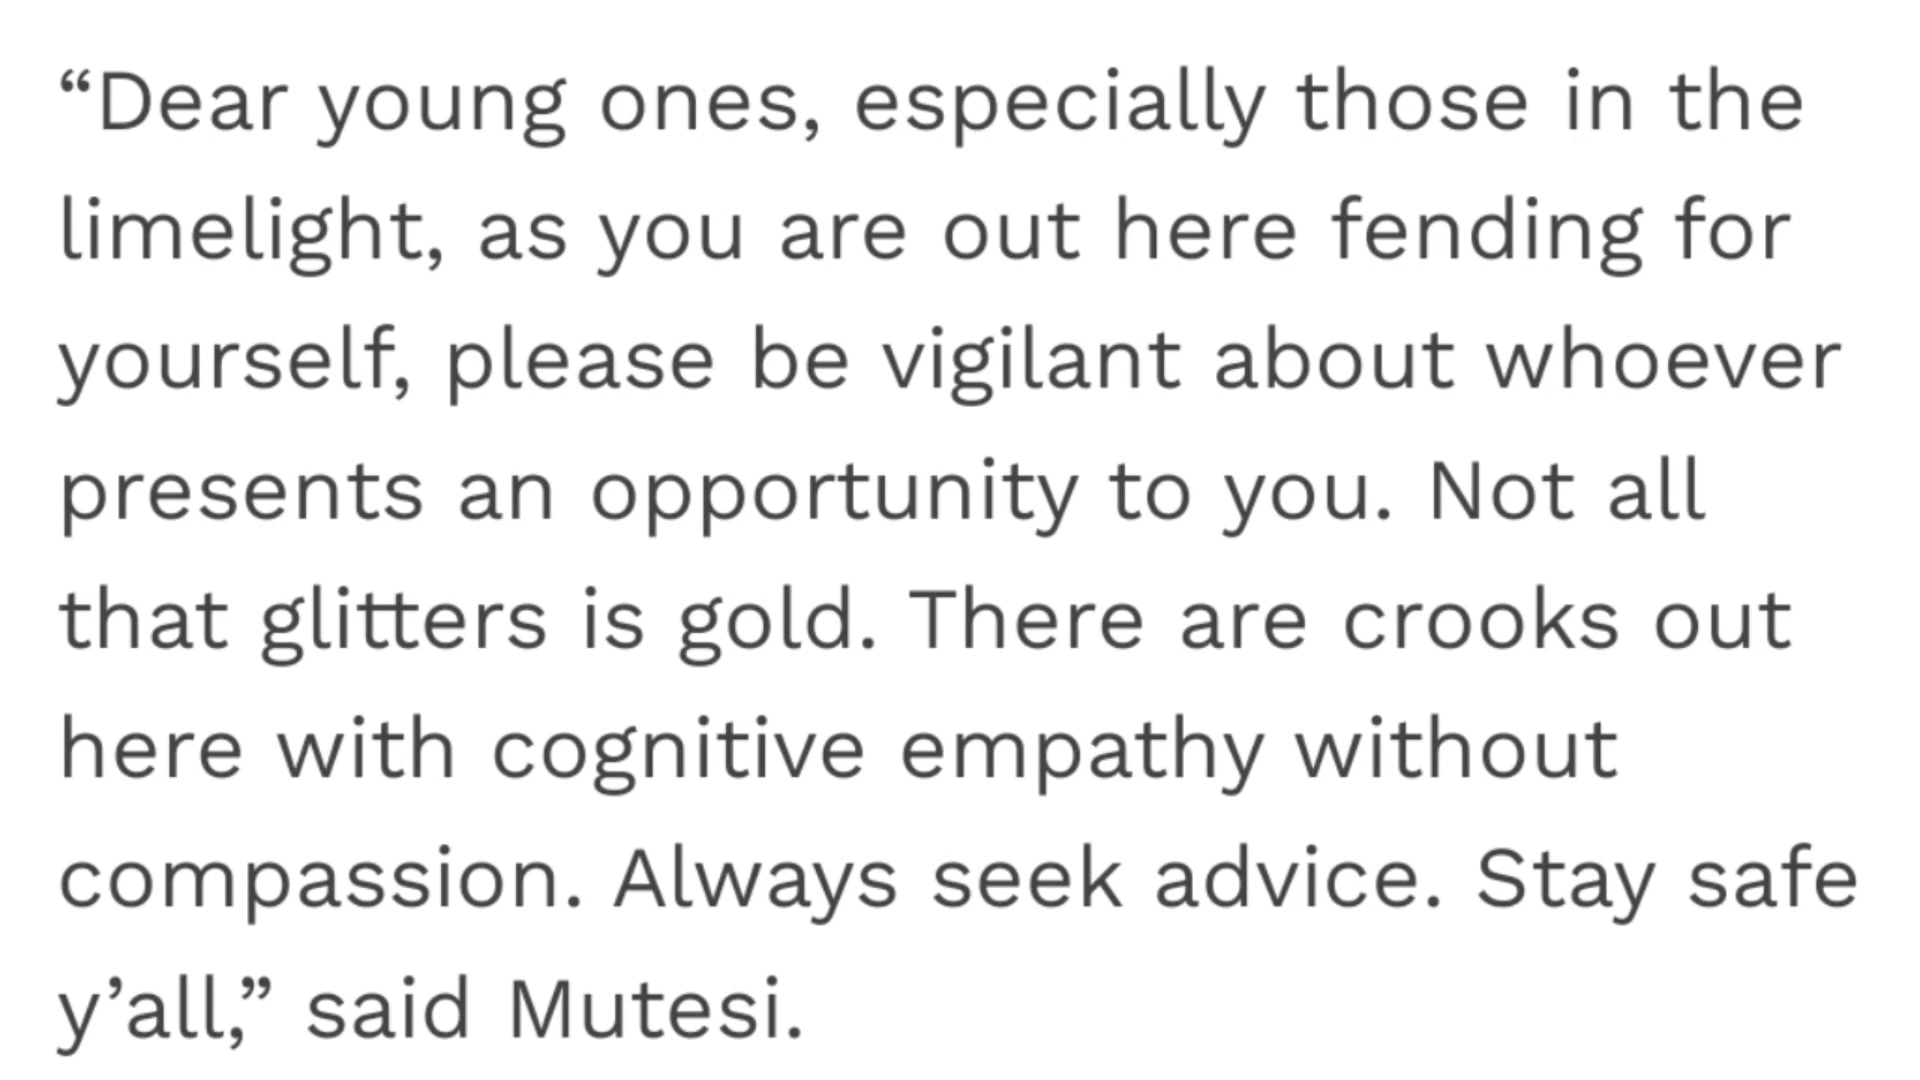 “Dear young ones, especially those in the
limelight, as you are out here fending for
yourself, please be vigilant about whoever
presents an opportunity to you. Not all
that glitters is gold. There are crooks out
here with cognitive empathy without
compassion. Always seek advice. Stay safe
y’all,” said Mutesi.